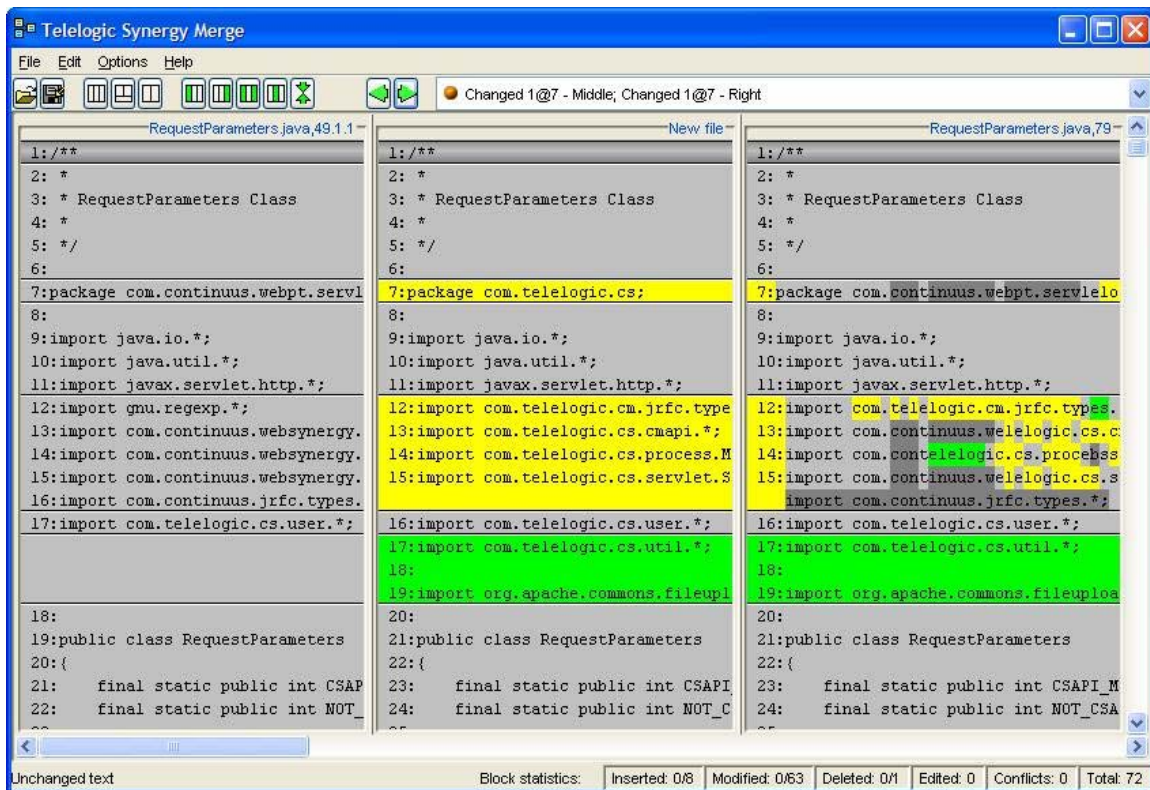 Telelogic Synergy Merge
File Edit Options Help
Changed 1@7 - Middle; Changed 1@7 - Right
RequestParameters.java,49.1.1
1:/**
2: *
3: * RequestParameters Class
4: *
5: */
6:
7:package com.continuus.webpt.servl
8:
9:import java.io.*;
10:import java.util.*;
11:import javax.servlet.http.*;
12:import gnu.regexp.*;
13:import com.continuus.websynergy.
14:import com.continuus.websynergy.
15:import com.continuus.websynergy.
16:import com.continuus.jrfc.types.
17:import com.telelogic.cs.user.*;
18:
19:public class RequestParameters
20:{
21: final static public int CSAP
22: final static public int NOT_
New file
1:/**
2: *
3: * RequestParameters Class
4: *
5: */
6:
7:package com.telelogic.cs;
8:
9:import java.io.*;
10:import java.util.*;
11:import javax.servlet.http.*;
12:import com.telelogic.cm.jrfc.type
13:import com.telelogic.cs.cmapi.*;
14:import com.telelogic.cs.process.M
15:import com.telelogic.cs.servlet.S
16:import com.telelogic.cs.user.*;
17:import com.telelogic.cs.util.*;
18:
19:import org.apache.commons.fileupl
20:
21:public class RequestParameters
22:{
23: final static public int CSAPI_
24: final static public int NOT_C
RequestParameters.java,79
1:/**
2: *
3: * RequestParameters Class
4: *
5: */
6:
7:package com.continuus.webpt.servlelo
8:
9:import java.io.*;
10:import java.util.*;
11:import javax.servlet.http.*;
12:import com.telelogic.cm.jrfc.types.
13:import com.continuus.welelogic.cs.c
14:import com.contelelogic.cs.procebss
15:import com.continuus.welelogic.cs.s
import com.continuus.jrfc.types.*;
16:import com.telelogic.cs.user.*;
17:import com.telelogic.cs.util.*;
18:
19:import org.apache.commons.fileuploa
20:
21:public class RequestParameters
22:{
23: final static public int CSAPI_M
24: final static public int NOT_CSA
Unchanged text Block statistics: Inserted: 0/8 Modified: 0/63 Deleted: 0/1 Edited: 0 Conflicts: 0 Total: 72